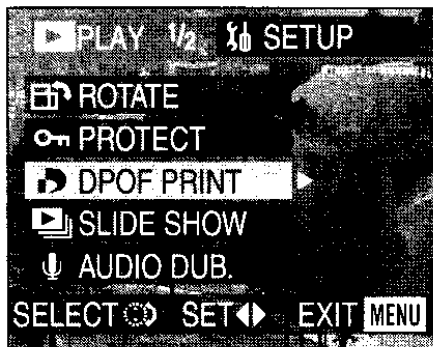 PLAY 1/2 SETUP
ROTATE
PROTECT
DPOF PRINT
SLIDE SHOW
AUDIO DUB.
SELECT SET EXIT MENU